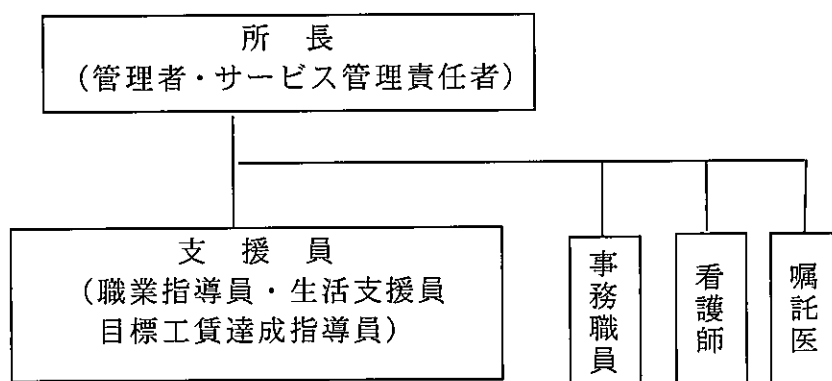 所長
(管理者・サービス管理責任者)
支援員
(職業指導員・生活支援員
目標工賃達成指導員)
事務職員
看護師
嘱託医